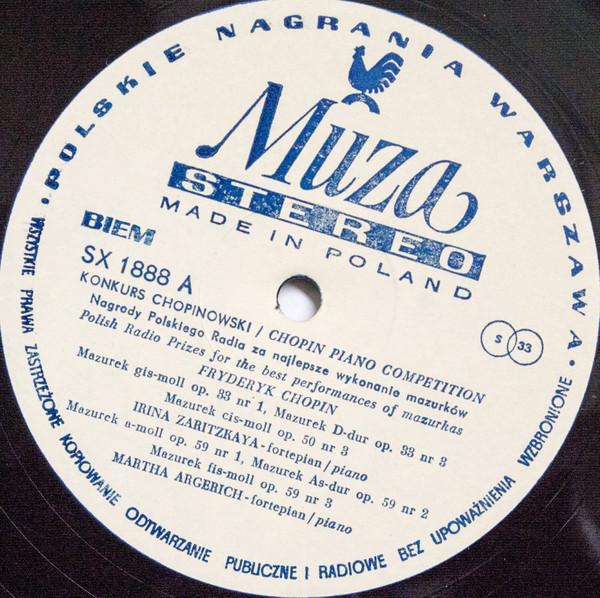 POLSKIE NAGRANIA WARSZAWA
Muza
STEREO
MADE IN POLAND
BIEM
SX 1888 A
S 33
KONKURS CHOPINOWSKI / CHOPIN PIANO COMPETITION
Nagrody Polskiego Radia za najlepsze wykonanie mazurków
Polish Radio Prizes for the best performances of mazurkas
FRYDERYK CHOPIN
Mazurek gis-moll op. 33 nr 1, Mazurek D-dur op. 33 nr 3
Mazurek cis-moll op. 50 nr 3
IRINA ZARITZKAYA-fortepian/piano
Mazurek a-moll op. 59 nr 1, Mazurek As-dur op. 59 nr 2
Mazurek fis-moll op. 59 nr 3
MARTHA ARGERICH-fortepian/piano
• WSZYSTKIE PRAWA ZASTRZEŻONE KOPIOWANIE ODTWARZANIE PUBLICZNE I RADIOWE BEZ UPOWAŻNIENIA WZBRONIONE •